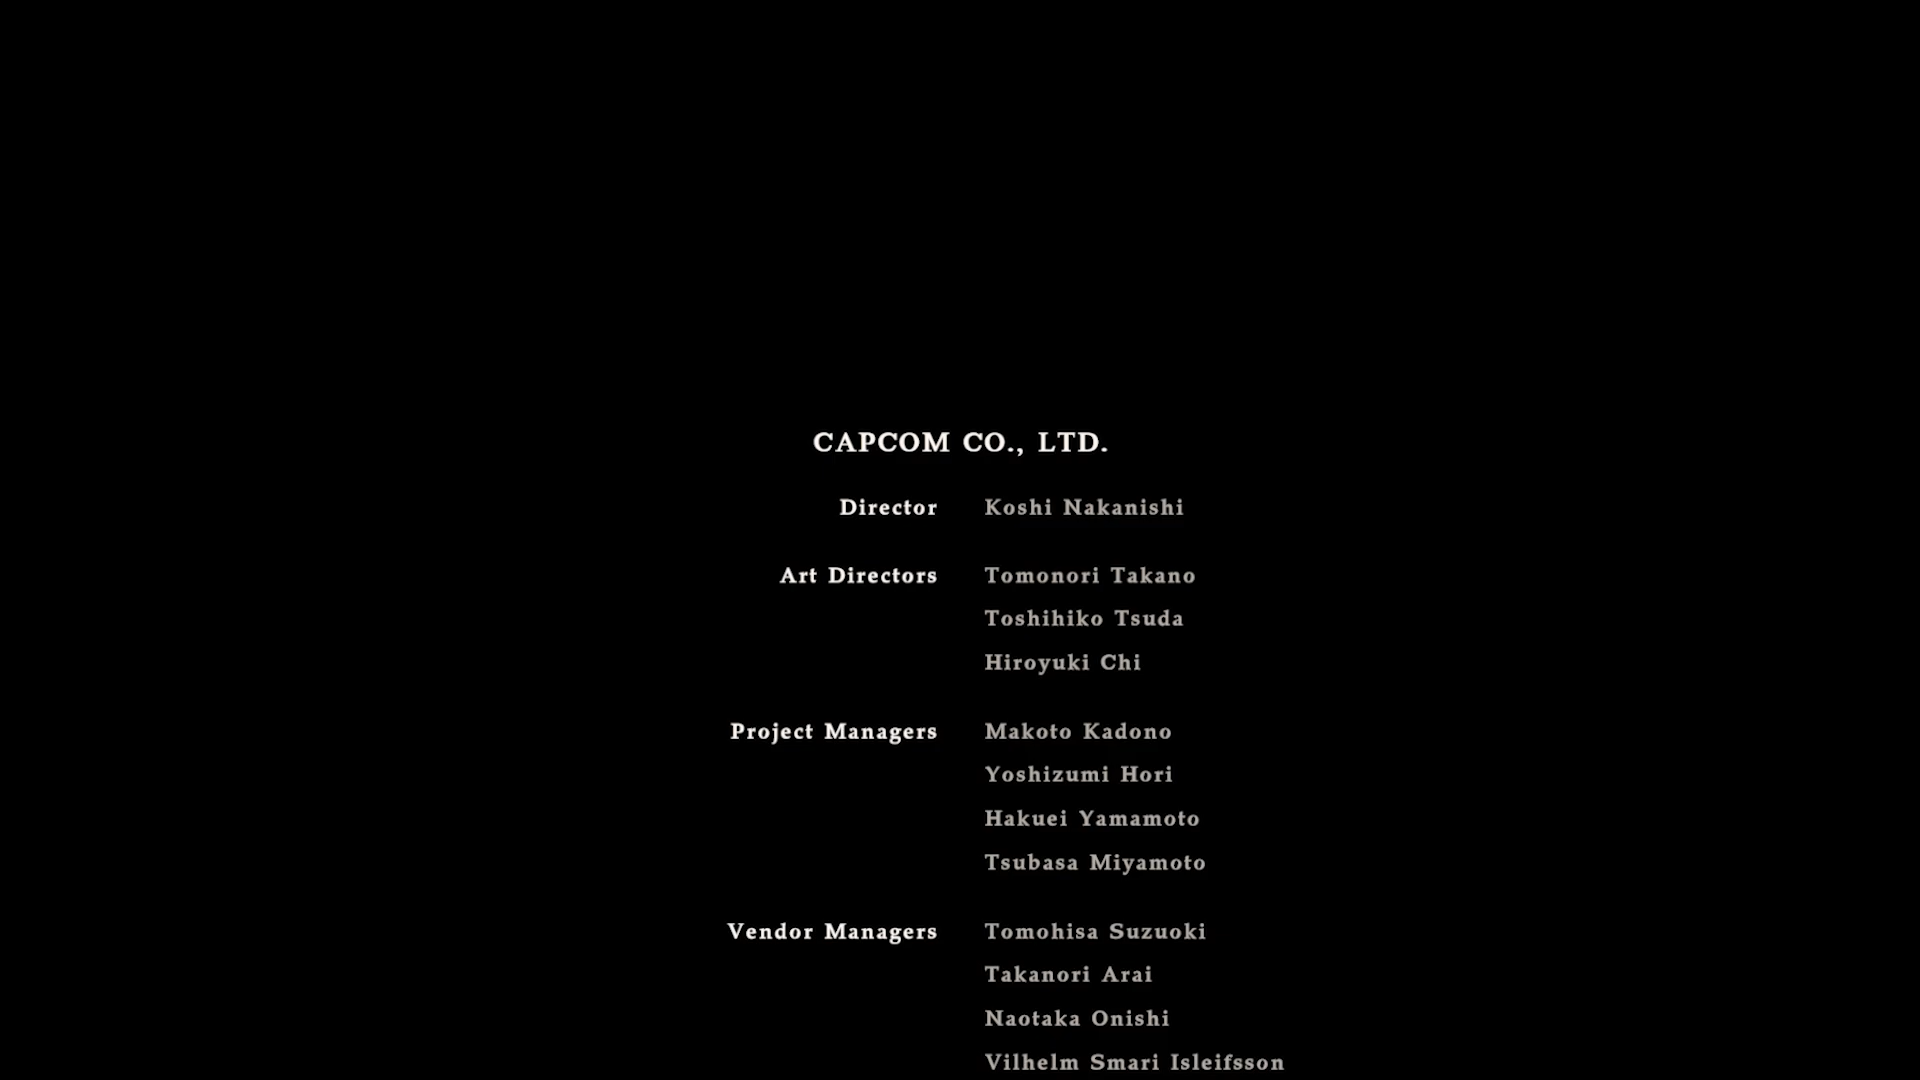 CAPCOM CO., LTD.
Director Koshi Nakanishi
Art Directors Tomonori Takano
Toshihiko Tsuda
Hiroyuki Chi
Project Managers Makoto Kadono
Yoshizumi Hori
Hakuei Yamamoto
Tsubasa Miyamoto
Vendor Managers Tomohisa Suzuoki
Takanori Arai
Naotaka Onishi
Vilhelm Smari Isleifsson